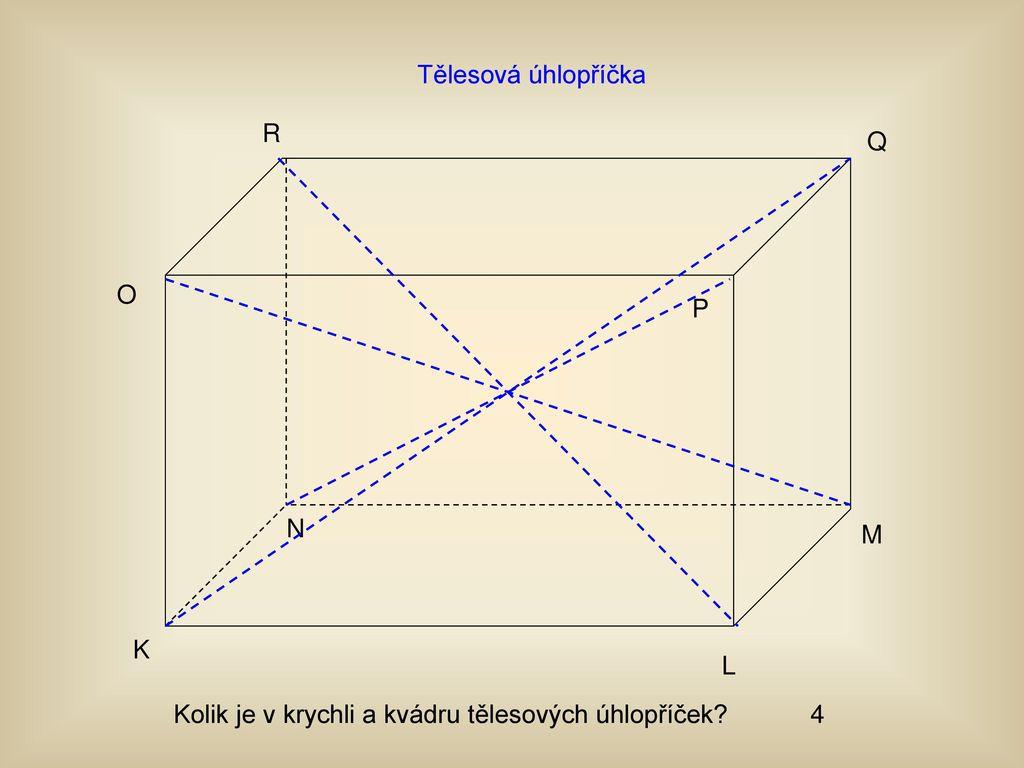 Tělesová úhlopříčka
R
Q
O
P
N
M
K
L
Kolik je v krychli a kvádru tělesových úhlopříček? 4